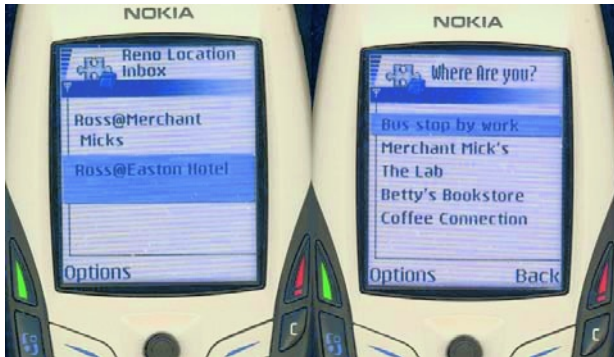 NOKIA
Reno Location
Inbox
Ross@Merchant
Micks
Ross@Easton Hotel
Options
C
NOKIA
Where Are you?
Bus stop by work
Merchant Mick's
The Lab
Betty's Bookstore
Coffee Connection
Options
Back
C